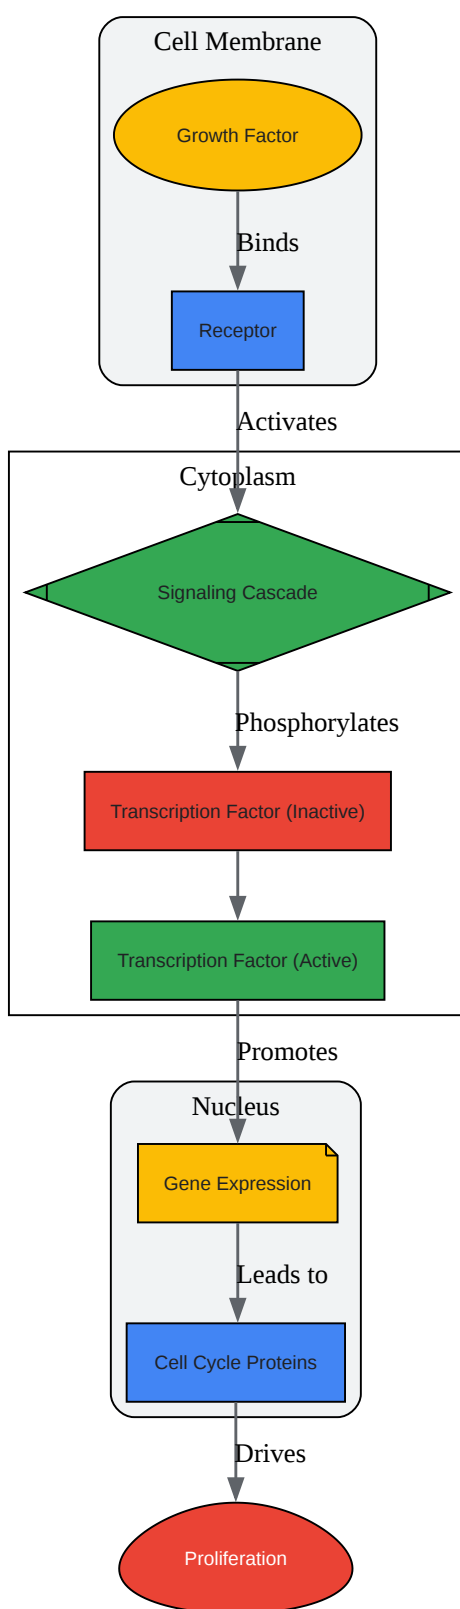 Cell Membrane
Growth Factor
Binds
Receptor
Activates
Cytoplasm
Signaling Cascade
Phosphorylates
Transcription Factor (Inactive)
Transcription Factor (Active)
Promotes
Nucleus
Gene Expression
Leads to
Cell Cycle Proteins
Drives
Proliferation